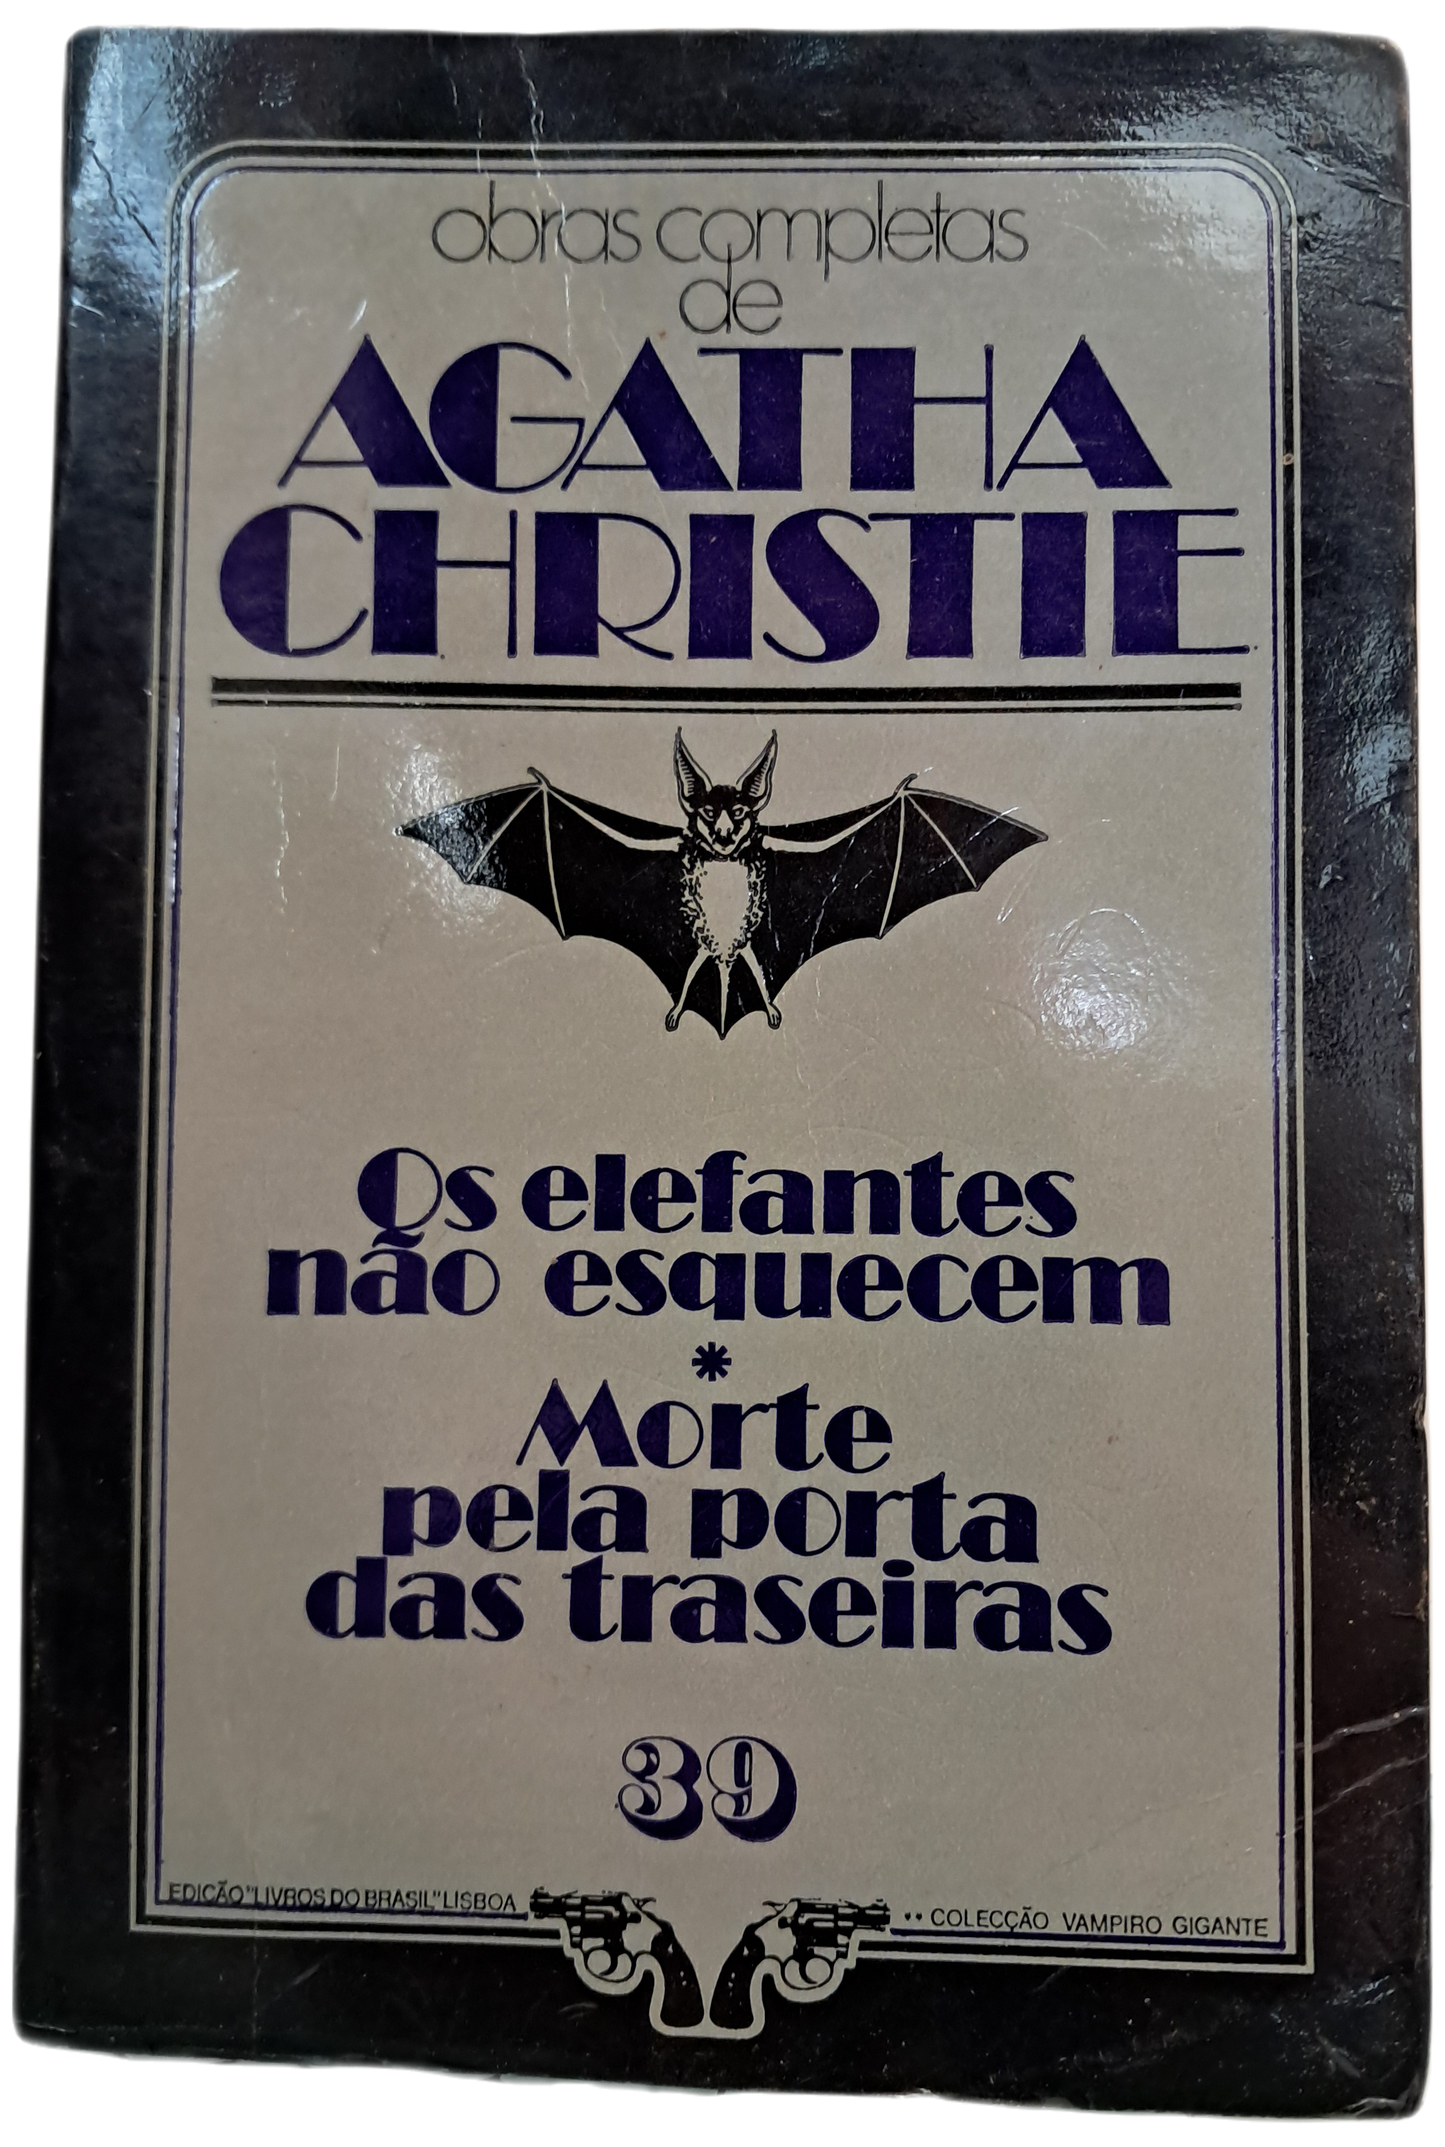 obras completas
de
AGATHA
CHRISTIE
Os elefantes
não esquecem
*
Morte
pela porta
das traseiras
39
EDIÇÃO "LIVROS DO BRASIL" LISBOA
•• COLECÇÃO VAMPIRO GIGANTE